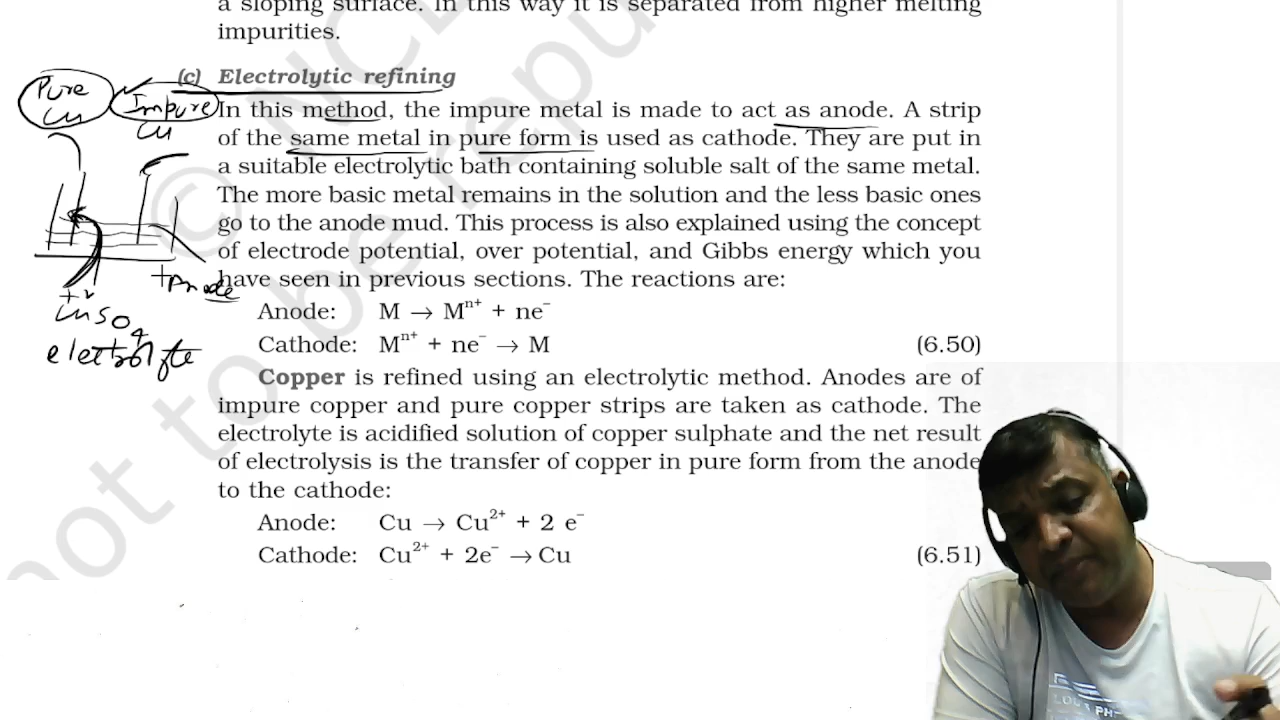 a sloping surface. In this way it is separated from higher melting
impurities.
(c) Electrolytic refining
Pure
Cu
Impure
Cu
In this method, the impure metal is made to act as anode. A strip
of the same metal in pure form is used as cathode. They are put in
a suitable electrolytic bath containing soluble salt of the same metal.
The more basic metal remains in the solution and the less basic ones
go to the anode mud. This process is also explained using the concept
of electrode potential, over potential, and Gibbs energy which you
have seen in previous sections. The reactions are:
+Anode
+2
CuSO4
electrolyte
Anode: M → Mⁿ⁺ + ne⁻
Cathode: Mⁿ⁺ + ne⁻ → M (6.50)
Copper is refined using an electrolytic method. Anodes are of
impure copper and pure copper strips are taken as cathode. The
electrolyte is acidified solution of copper sulphate and the net result
of electrolysis is the transfer of copper in pure form from the anode
to the cathode:
Anode: Cu → Cu²⁺ + 2 e⁻
Cathode: Cu²⁺ + 2e⁻ → Cu (6.51)
not to be repu